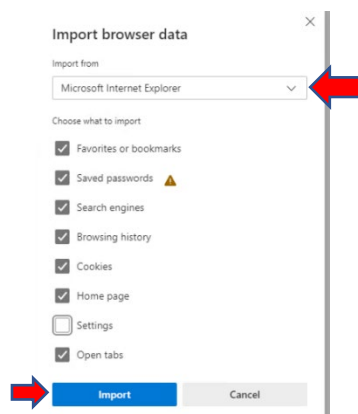 Import browser data
Import from
Microsoft Internet Explorer
Choose what to import
Favorites or bookmarks
Saved passwords
Search engines
Browsing history
Cookies
Home page
Settings
Open tabs
Import Cancel